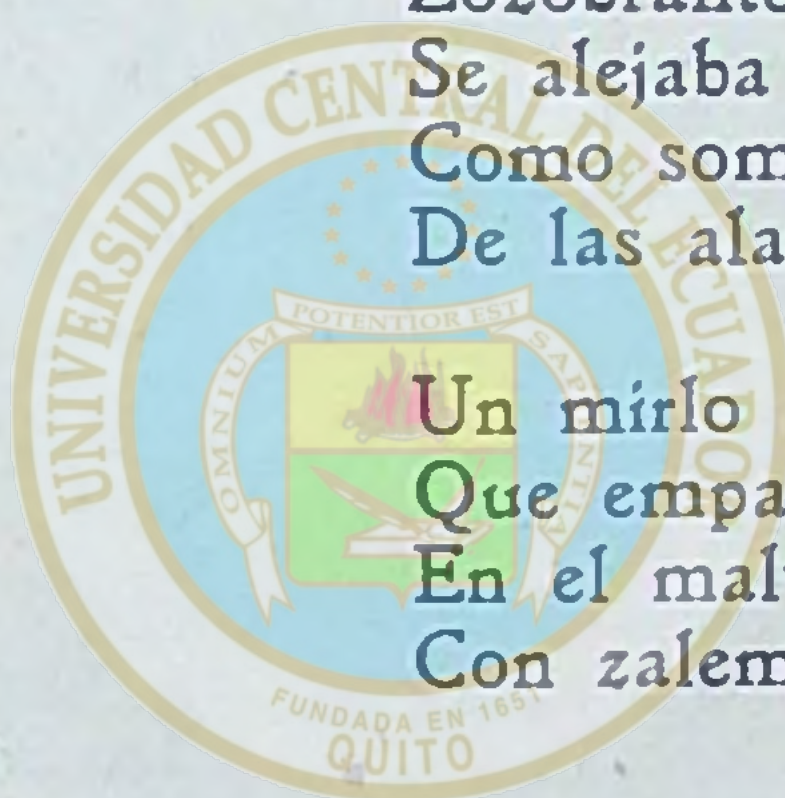 Se alejaba
Como som
De las ala
Un mirlo
Que empa
En el mal
Con zalem
UNIVERSIDAD CENTRAL DEL ECUADOR
OMNIUM POTENTIOR EST SAPIENTIA
FUNDADA EN 1651
QUITO